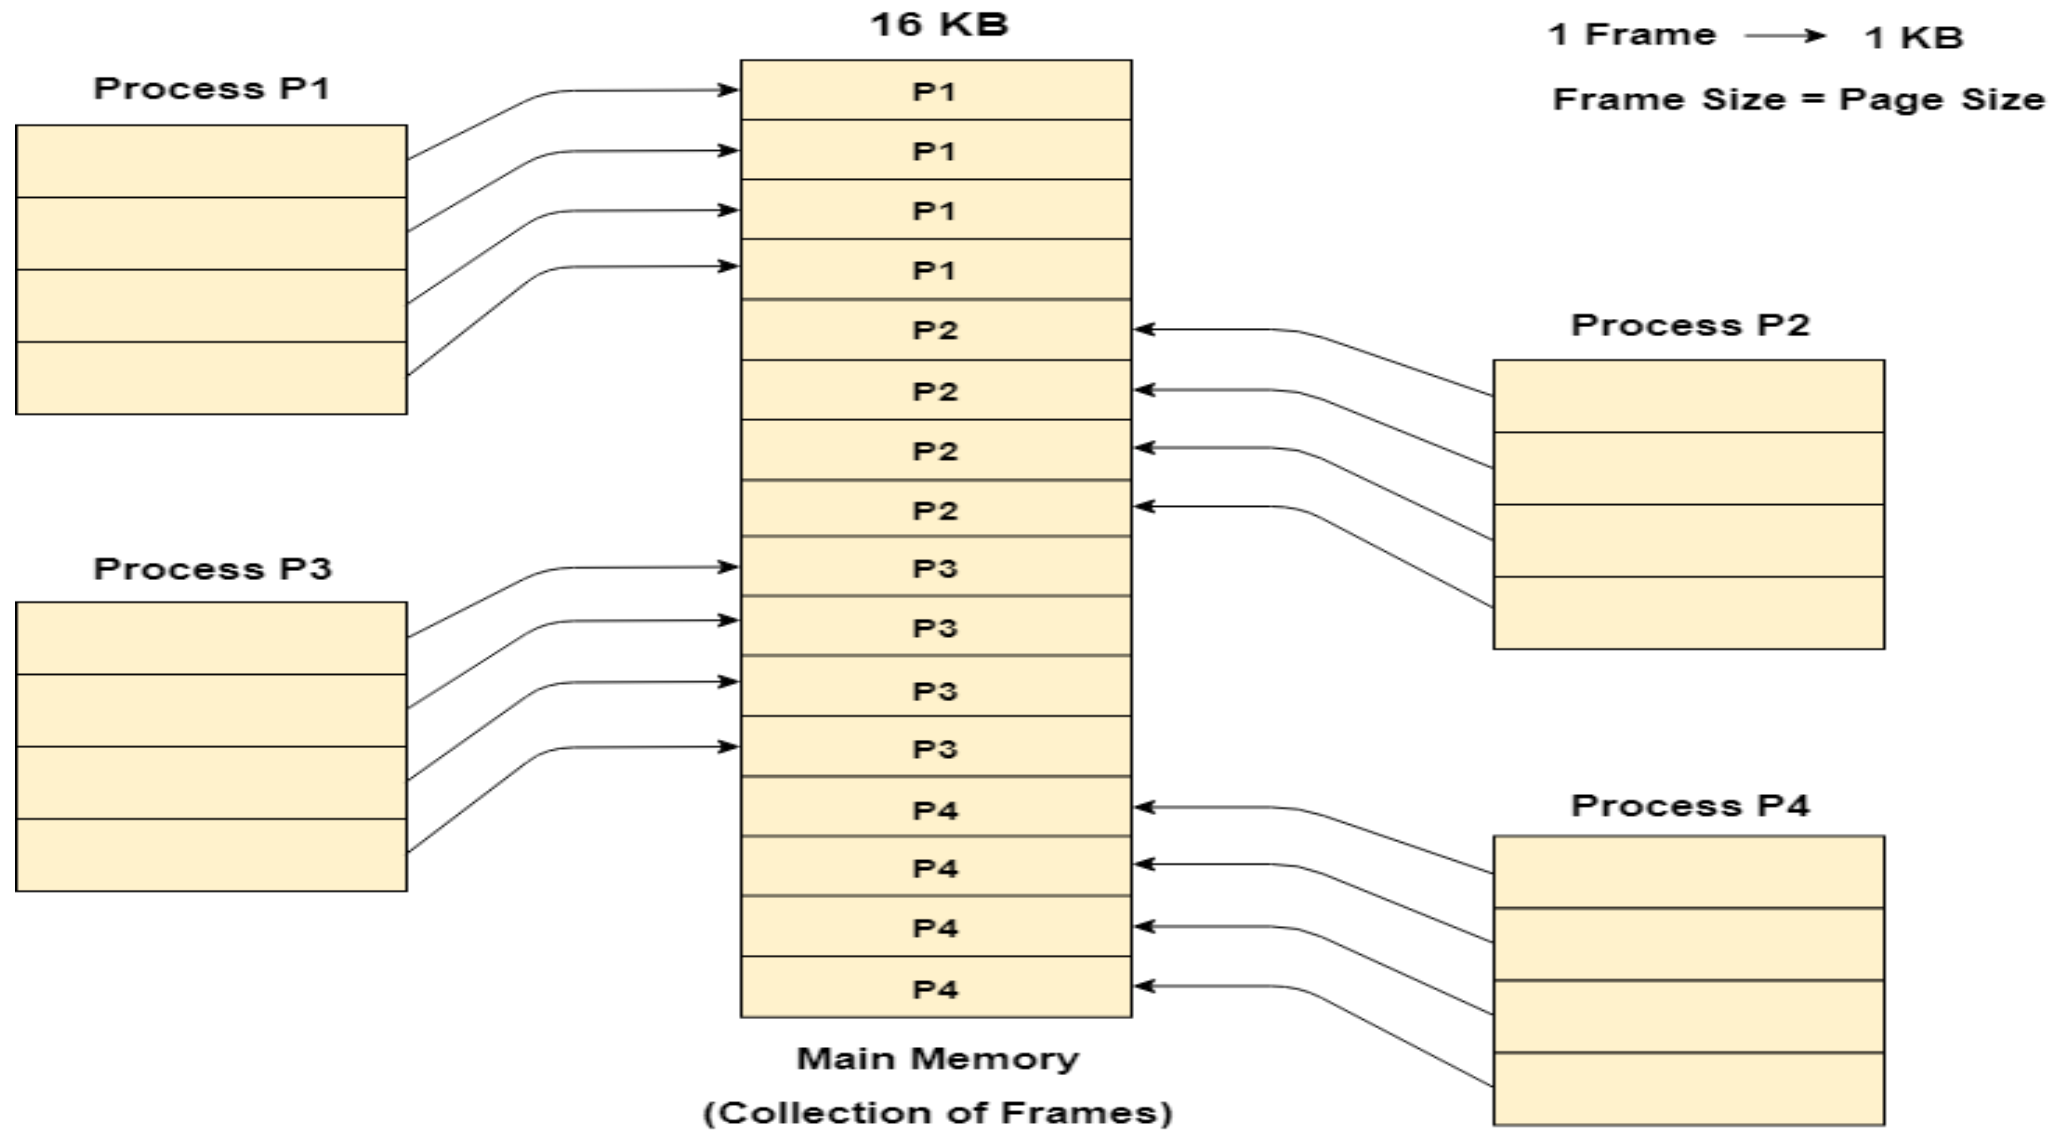 16 KB
1 Frame 1 KB
Frame Size = Page Size
Process P1
P1
P1
P1
P1
P2
P2
P2
P2
P3
P3
P3
P3
P4
P4
P4
P4
Process P2
Process P3
Process P4
Main Memory
(Collection of Frames)